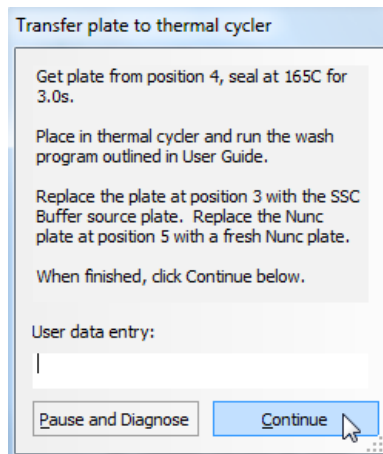 Transfer plate to thermal cycler
Get plate from position 4, seal at 165C for
3.0s.
Place in thermal cycler and run the wash
program outlined in User Guide.
Replace the plate at position 3 with the SSC
Buffer source plate.  Replace the Nunc
plate at position 5 with a fresh Nunc plate.
When finished, click Continue below.
User data entry:
Pause and Diagnose
Continue